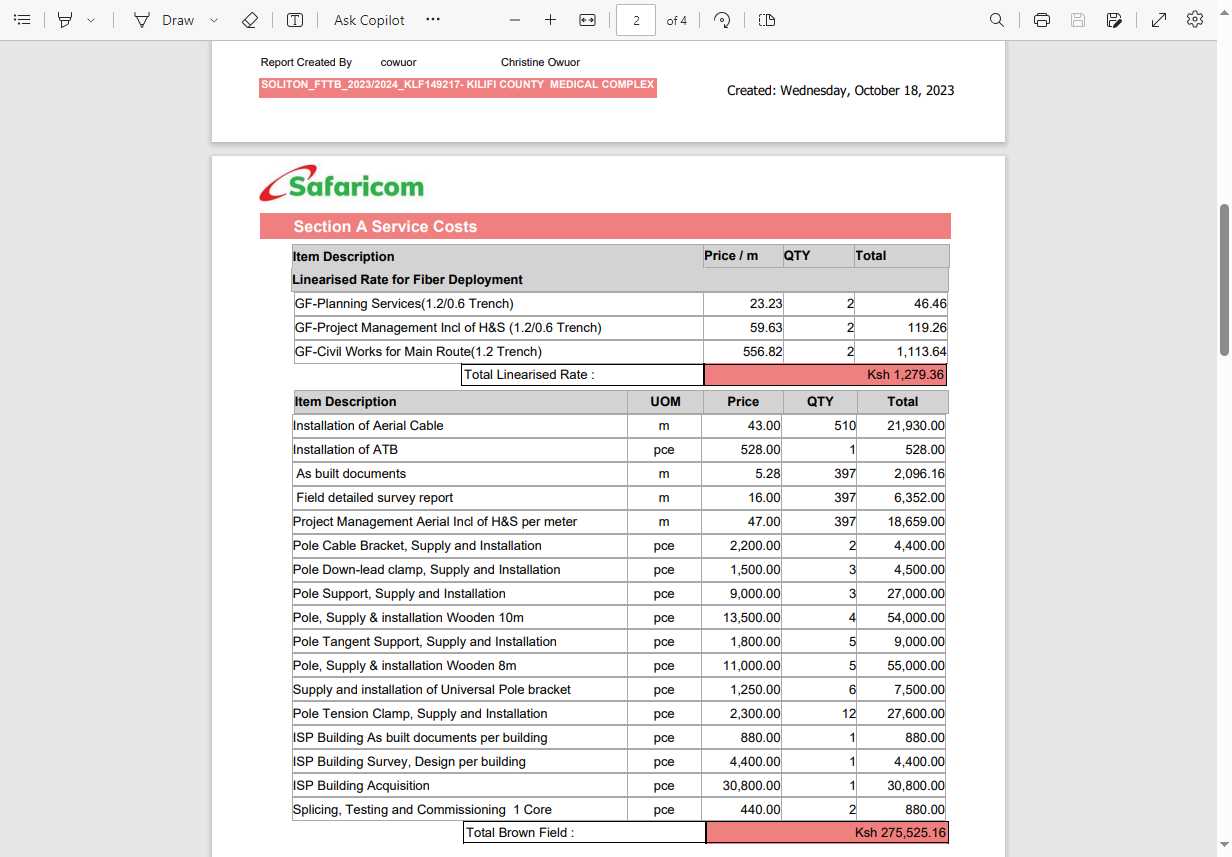 Draw
Ask Copilot
2 of 4
Report Created By cowuor Christine Owuor
SOLITON_FTTB_2023/2024_KLF149217- KILIFI COUNTY MEDICAL COMPLEX
Created: Wednesday, October 18, 2023
Safaricom
Section A Service Costs
Item Description Price / m QTY Total
Linearised Rate for Fiber Deployment
GF-Planning Services(1.2/0.6 Trench) 23.23 2 46.46
GF-Project Management Incl of H&S (1.2/0.6 Trench) 59.63 2 119.26
GF-Civil Works for Main Route(1.2 Trench) 556.82 2 1,113.64
Total Linearised Rate : Ksh 1,279.36
Item Description UOM Price QTY Total
Installation of Aerial Cable m 43.00 510 21,930.00
Installation of ATB pce 528.00 1 528.00
As built documents m 5.28 397 2,096.16
Field detailed survey report m 16.00 397 6,352.00
Project Management Aerial Incl of H&S per meter m 47.00 397 18,659.00
Pole Cable Bracket, Supply and Installation pce 2,200.00 2 4,400.00
Pole Down-lead clamp, Supply and Installation pce 1,500.00 3 4,500.00
Pole Support, Supply and Installation pce 9,000.00 3 27,000.00
Pole, Supply & installation Wooden 10m pce 13,500.00 4 54,000.00
Pole Tangent Support, Supply and Installation pce 1,800.00 5 9,000.00
Pole, Supply & installation Wooden 8m pce 11,000.00 5 55,000.00
Supply and installation of Universal Pole bracket pce 1,250.00 6 7,500.00
Pole Tension Clamp, Supply and Installation pce 2,300.00 12 27,600.00
ISP Building As built documents per building pce 880.00 1 880.00
ISP Building Survey, Design per building pce 4,400.00 1 4,400.00
ISP Building Acquisition pce 30,800.00 1 30,800.00
Splicing, Testing and Commissioning 1 Core pce 440.00 2 880.00
Total Brown Field : Ksh 275,525.16